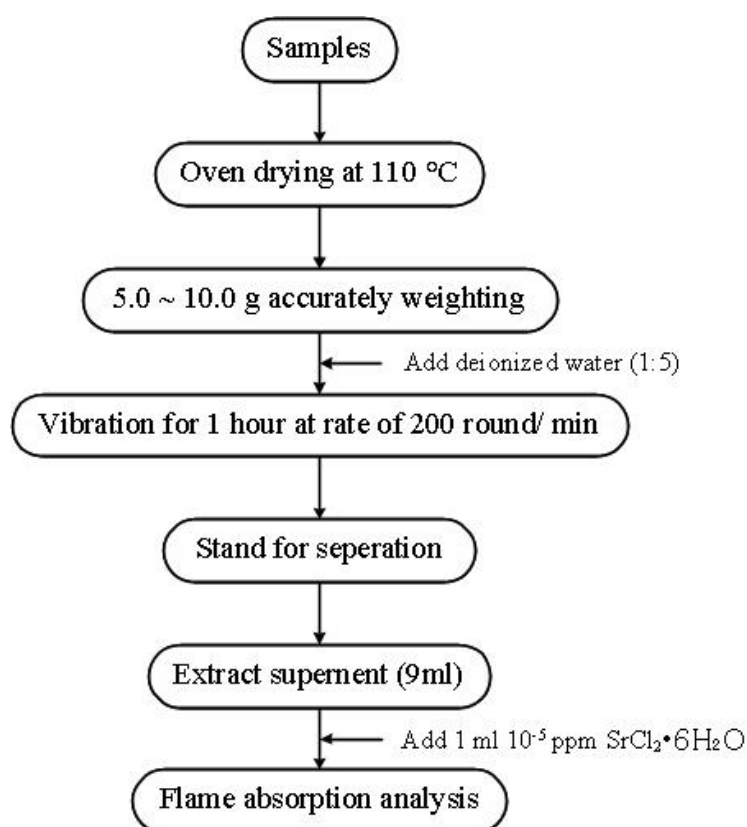 Samples
Oven drying at 110 °C
5.0 ~ 10.0 g accurately weighting
Add deionized water (1:5)
Vibration for 1 hour at rate of 200 round/ min
Stand for seperation
Extract supernent (9ml)
Add 1 ml 10⁻⁵ ppm SrCl₂•6H₂O
Flame absorption analysis